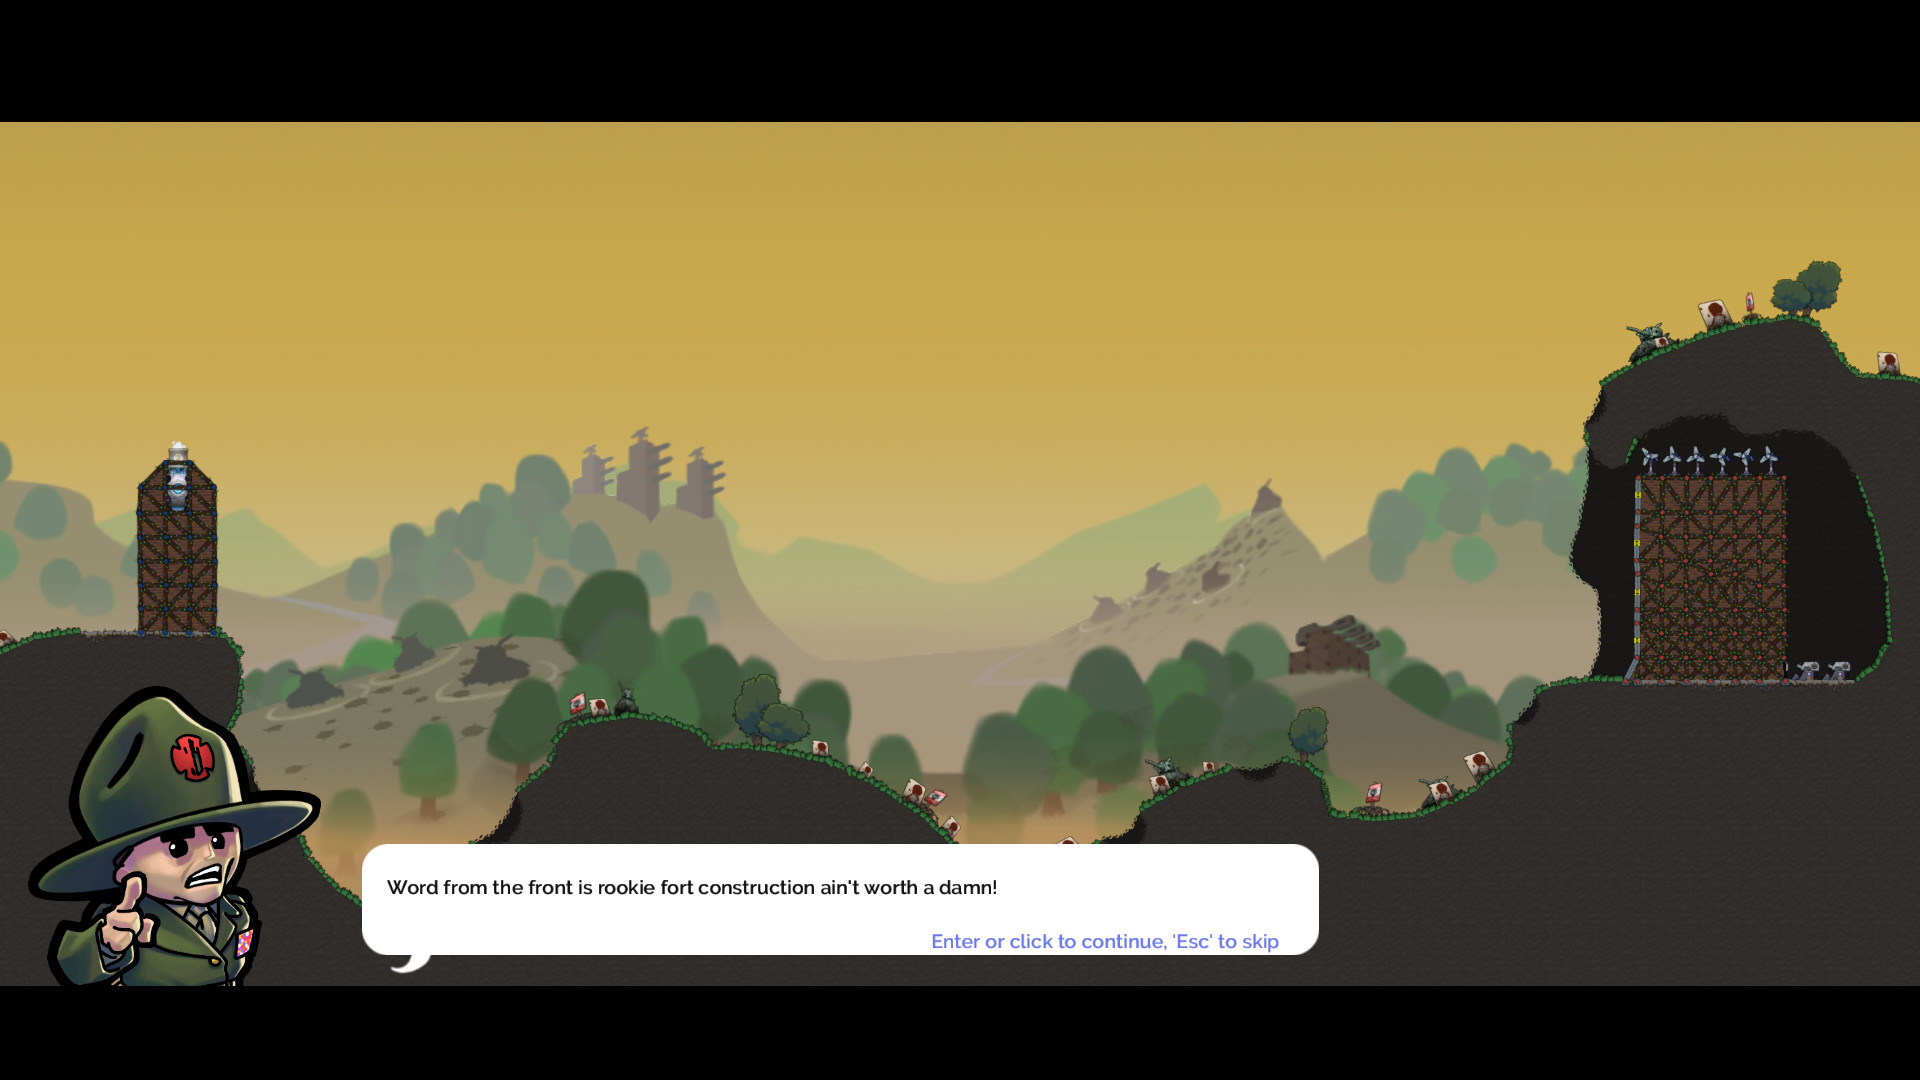 Word from the front is rookie fort construction ain't worth a damn!
Enter or click to continue, 'Esc' to skip